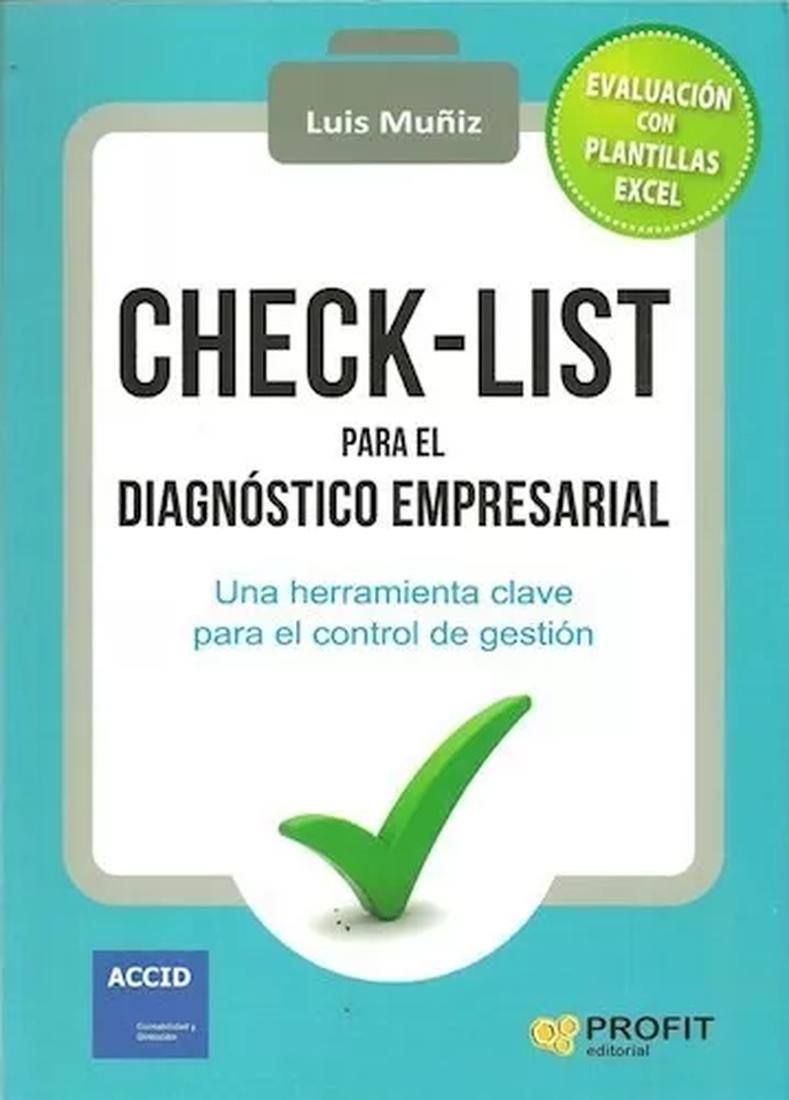 Luis Muñiz
EVALUACIÓN
CON
PLANTILLAS
EXCEL
CHECK-LIST
PARA EL
DIAGNÓSTICO EMPRESARIAL
Una herramienta clave
para el control de gestión
ACCID
Contabilidad y
Dirección
PROFIT
editorial